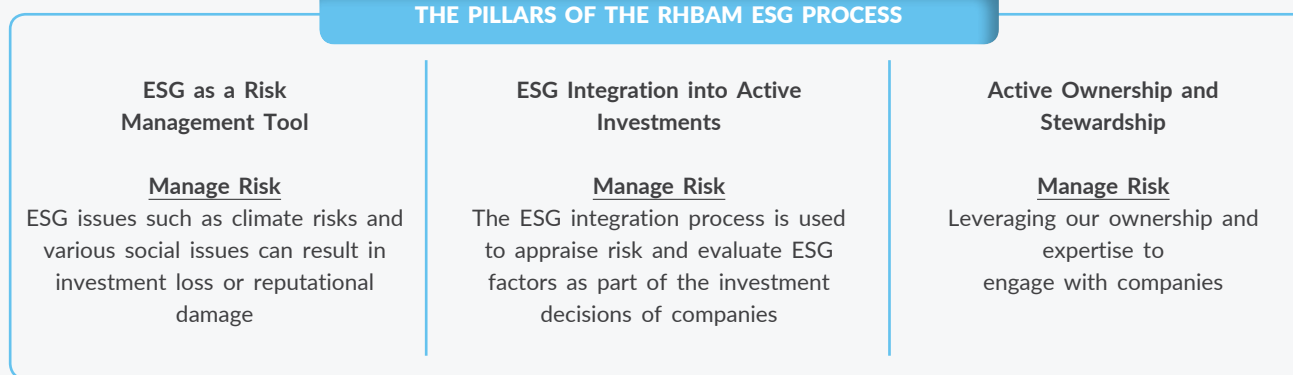 THE PILLARS OF THE RHBAM ESG PROCESS
ESG as a Risk
Management Tool
Manage Risk
ESG issues such as climate risks and
various social issues can result in
investment loss or reputational
damage
ESG Integration into Active
Investments
Manage Risk
The ESG integration process is used
to appraise risk and evaluate ESG
factors as part of the investment
decisions of companies
Active Ownership and
Stewardship
Manage Risk
Leveraging our ownership and
expertise to
engage with companies